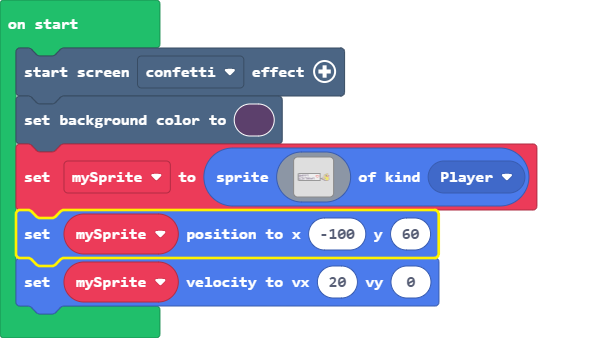 on start
start screen confetti effect
set background color to
set mySprite to sprite of kind Player
set mySprite position to x -100 y 60
set mySprite velocity to vx 20 vy 0